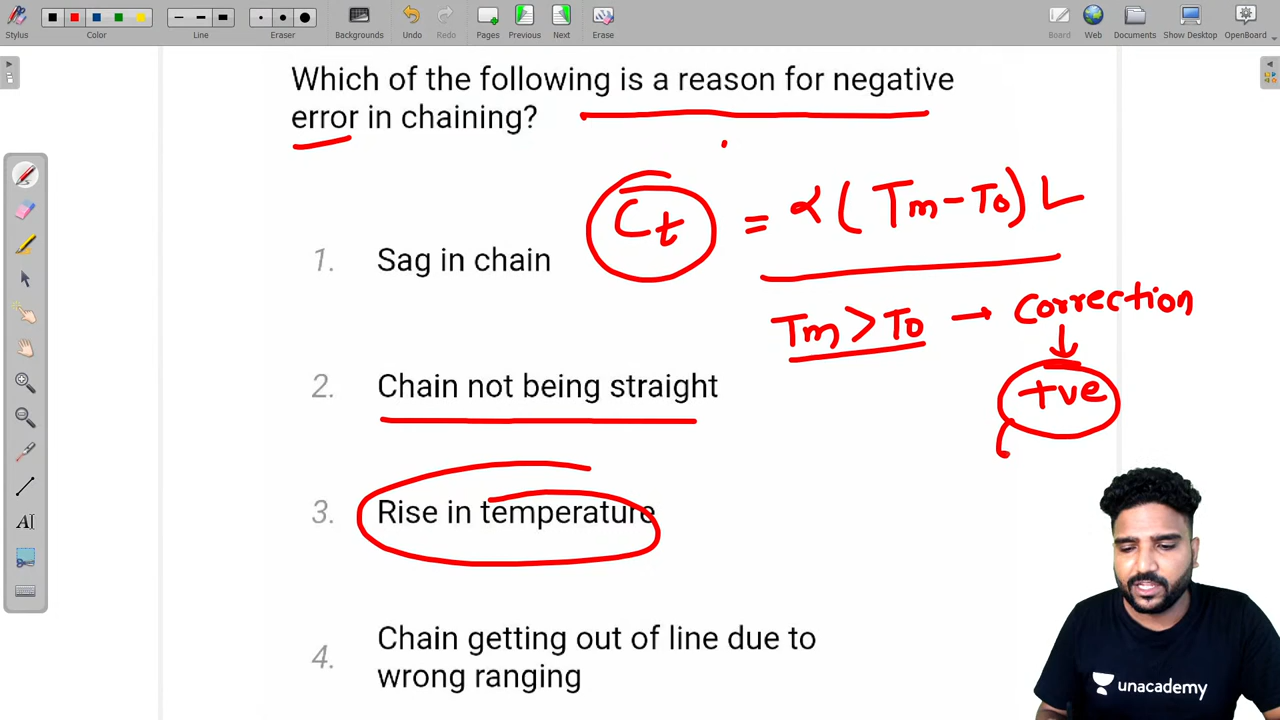 Stylus
Color
Line
Eraser
Backgrounds
Undo
Redo
Pages
Previous
Next
Erase
Board
Web
Documents
Show Desktop
OpenBoard
Which of the following is a reason for negative
error in chaining?
Ct = α ( Tm - To ) L
1. Sag in chain
Tm > To → correction
↓
2. Chain not being straight
+ve
3. Rise in temperature
4. Chain getting out of line due to
wrong ranging
AI
unacademy